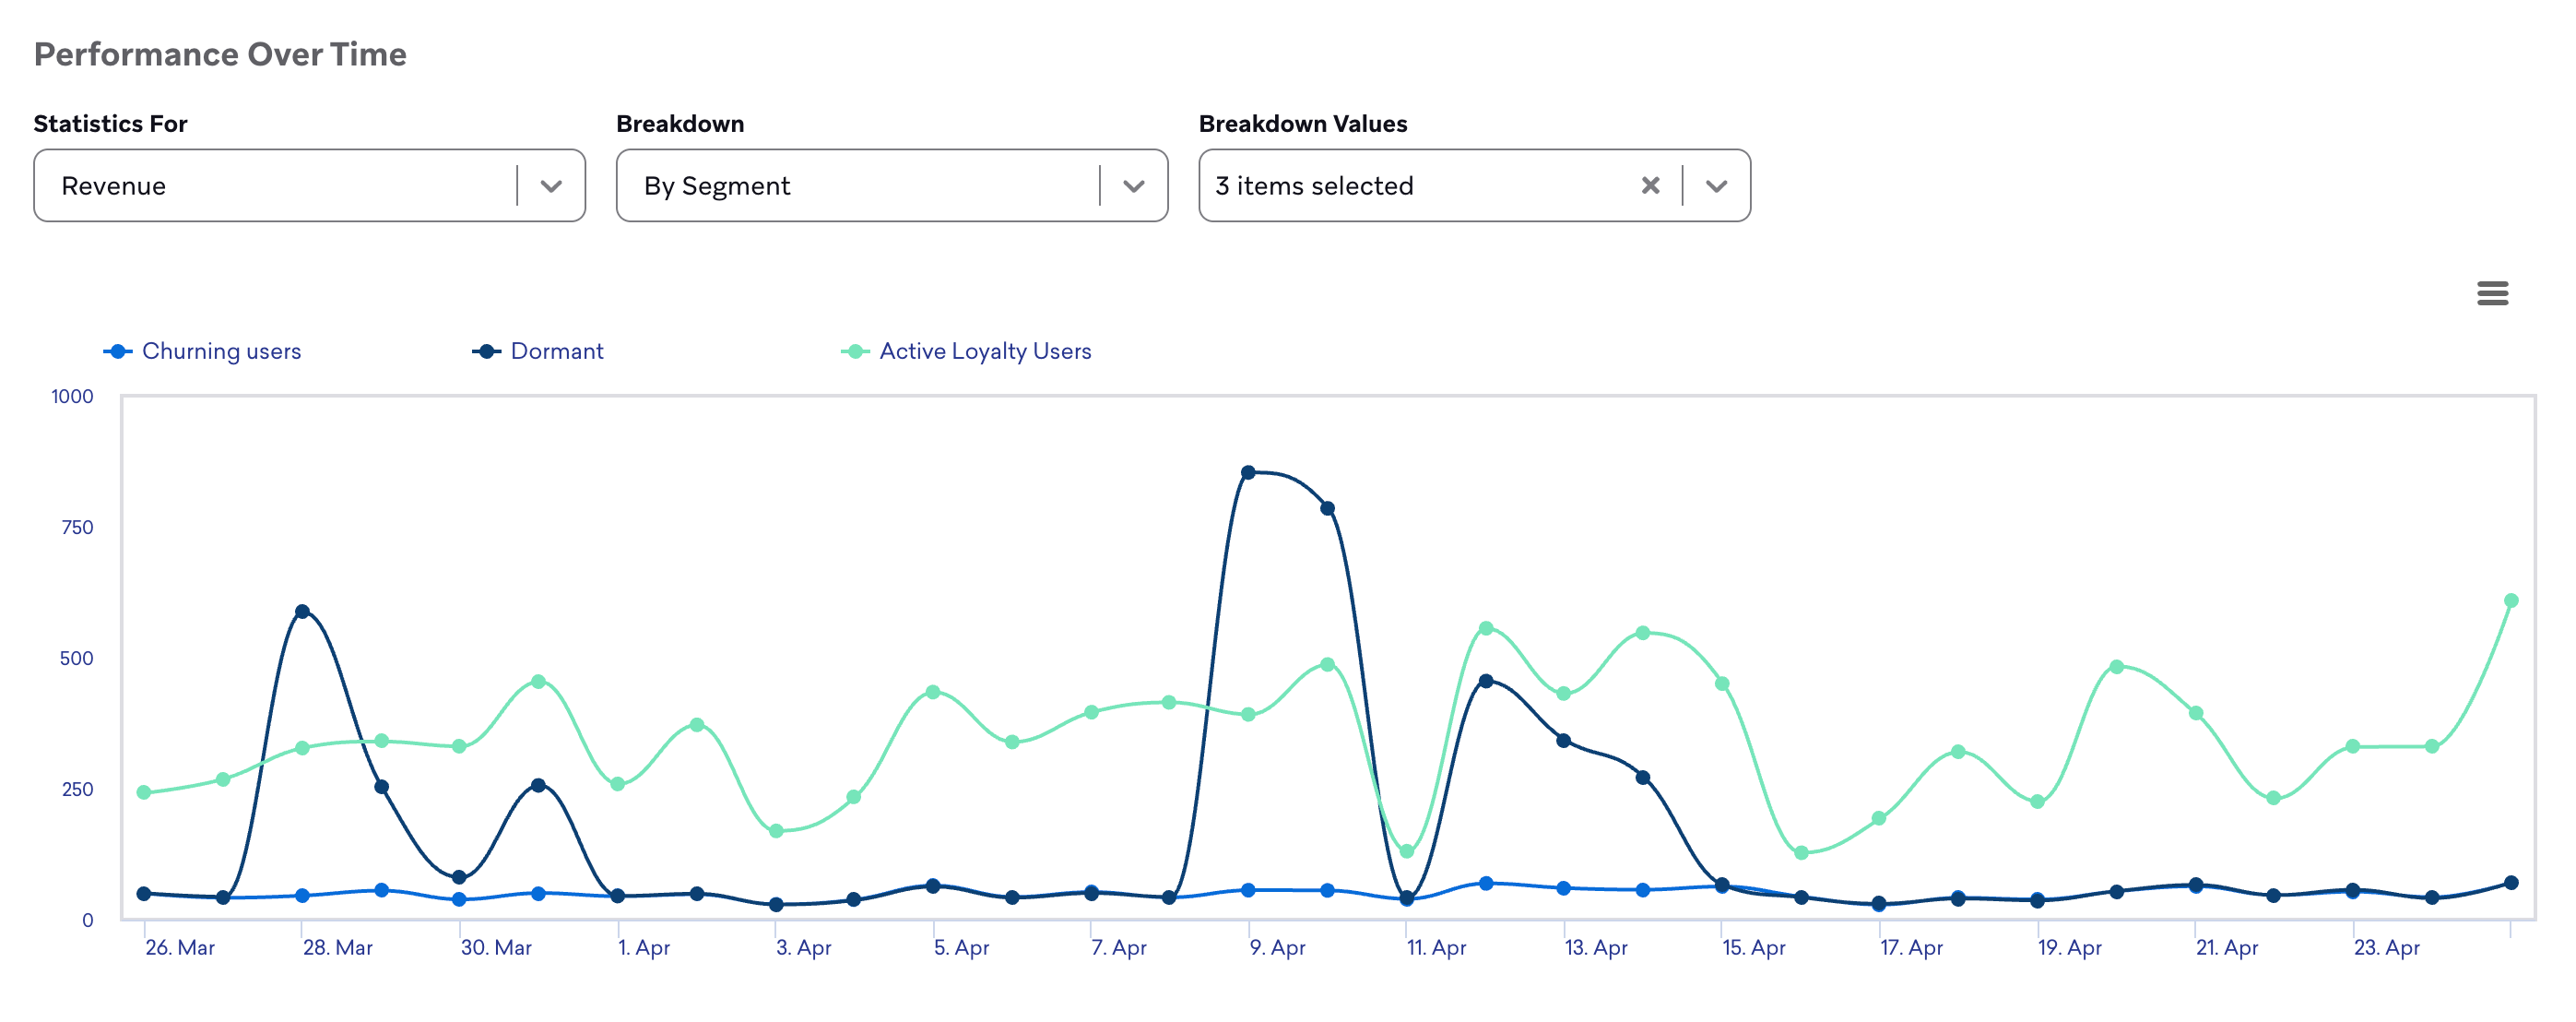 Performance Over Time
Statistics For
Breakdown
Breakdown Values
Revenue
By Segment
3 items selected
Churning users
Dormant
Active Loyalty Users
1000
750
500
250
0
26. Mar
28. Mar
30. Mar
1. Apr
3. Apr
5. Apr
7. Apr
9. Apr
11. Apr
13. Apr
15. Apr
17. Apr
19. Apr
21. Apr
23. Apr